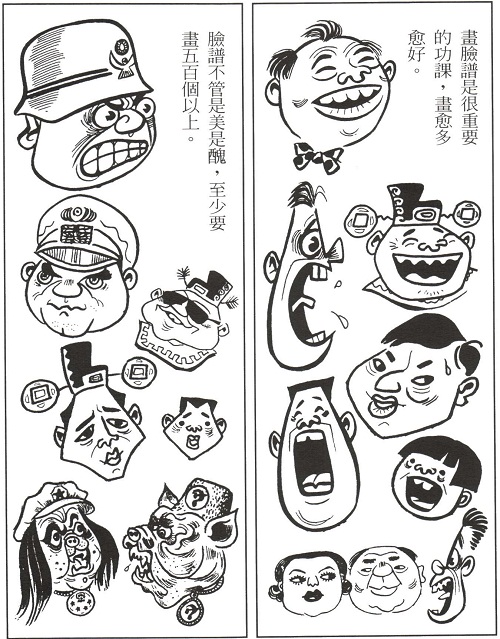 畫臉譜是很重要
的功課，畫愈多
愈好。
臉譜不管是美是醜，至少要
畫五百個以上。
?
?